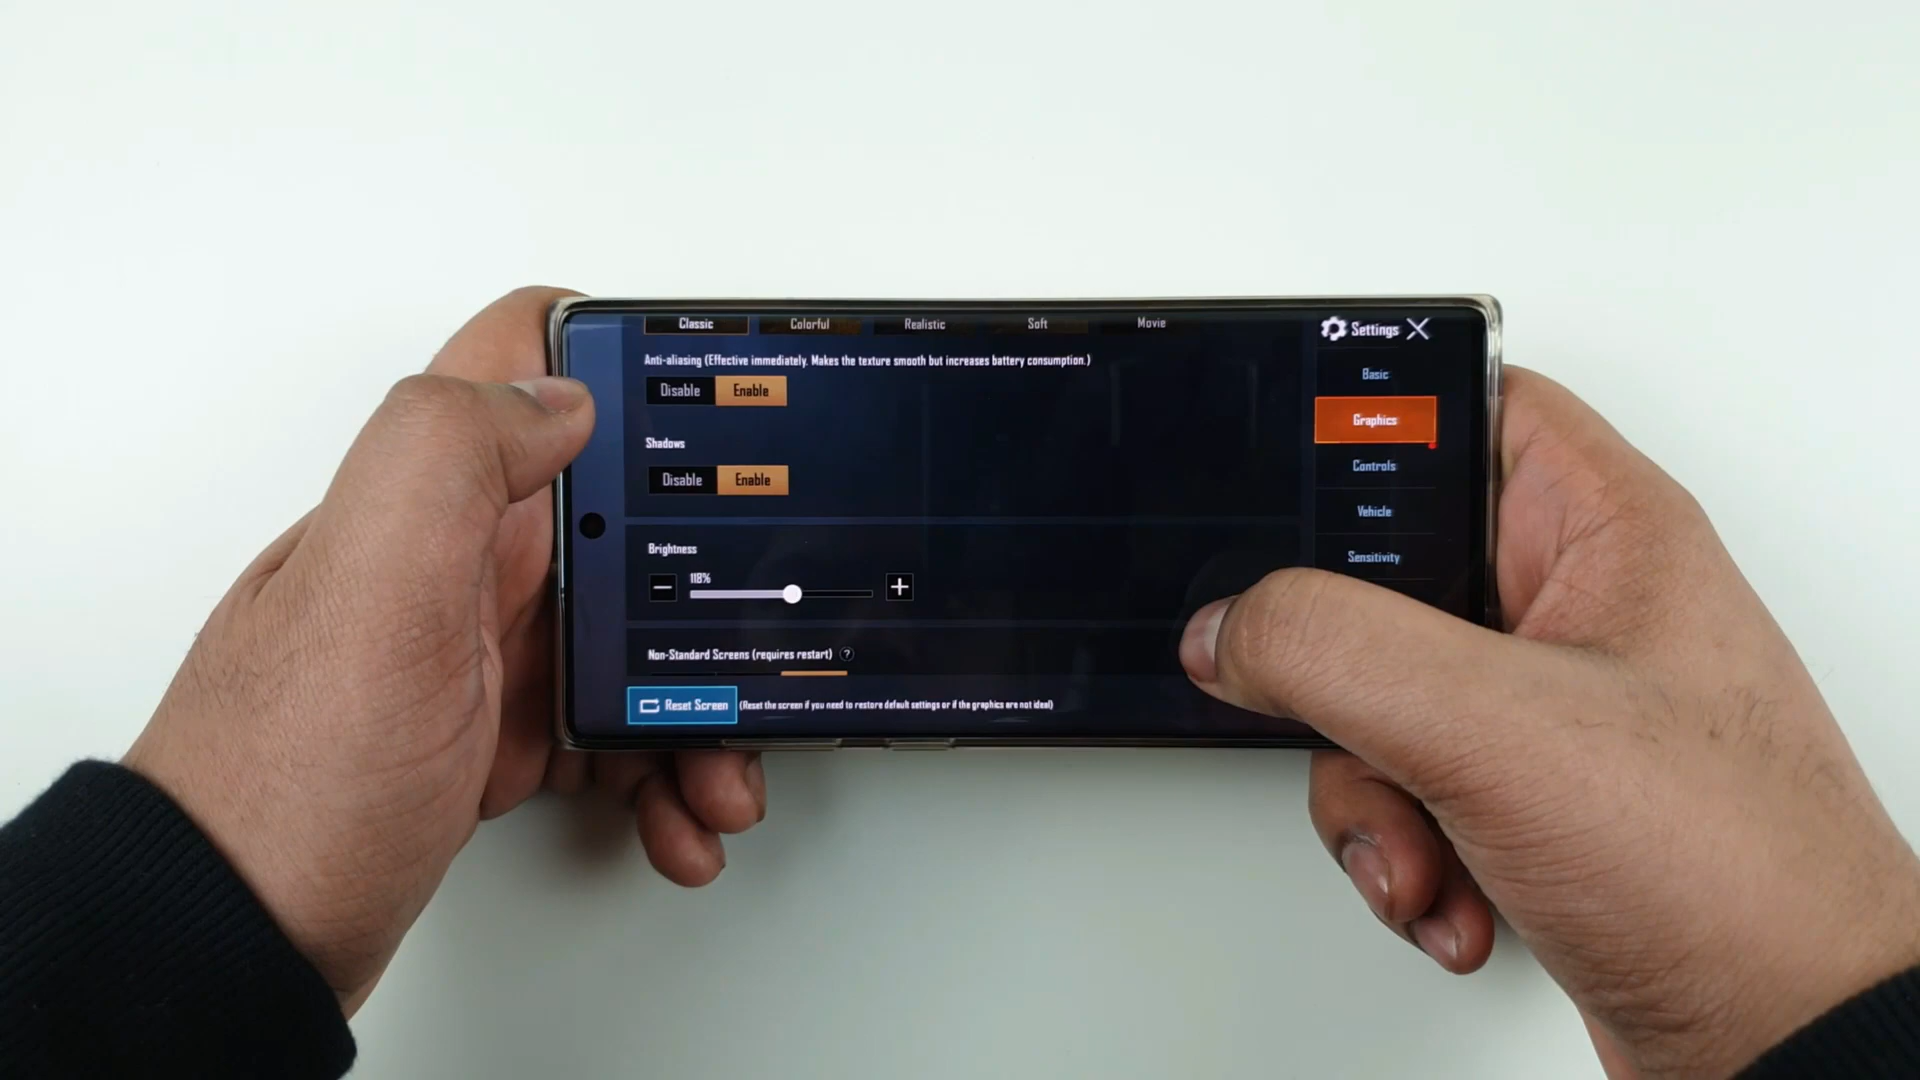 Classic Colorful Realistic Soft Movie
Settings
Anti-aliasing (Effective immediately. Makes the texture smooth but increases battery consumption.)
Disable Enable
Shadows
Disable Enable
Brightness
118%
Non-Standard Screens (requires restart) ?
Reset Screen (Reset the screen if you need to restore default settings or if the graphics are not ideal)
Basic
Graphics
Controls
Vehicle
Sensitivity